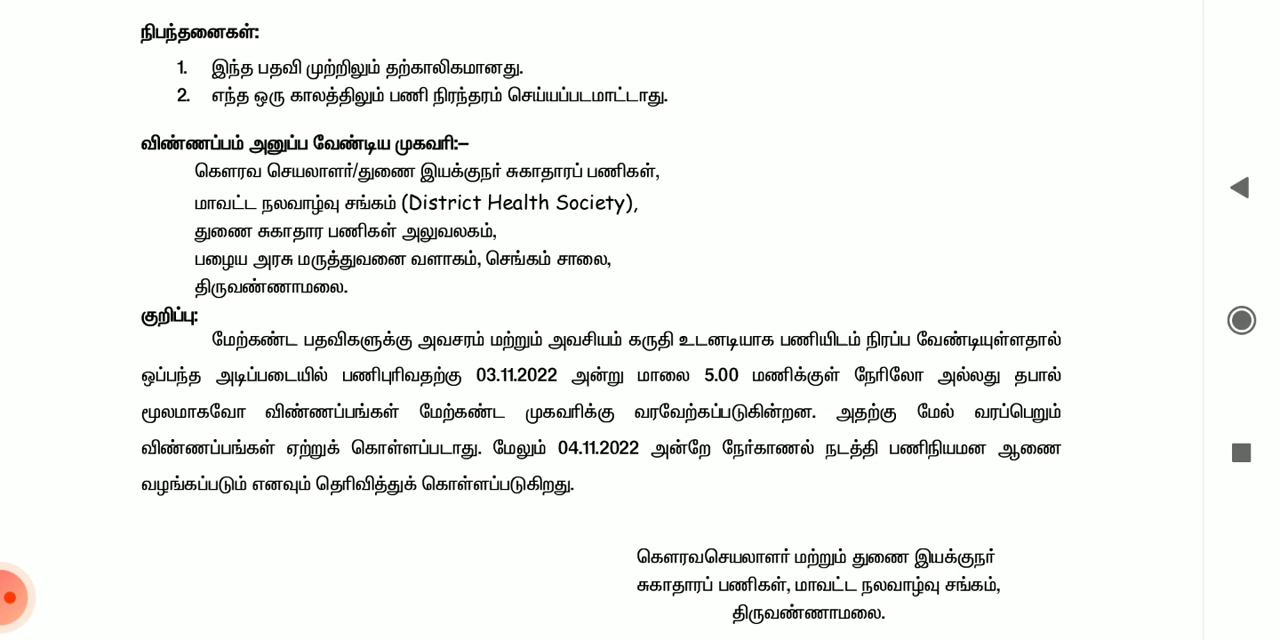 நிபந்தனைகள்:
1. இந்த பதவி முற்றிலும் தற்காலிகமானது.
2. எந்த ஒரு காலத்திலும் பணி நிரந்தரம் செய்யப்படமாட்டாது.
விண்ணப்பம் அனுப்ப வேண்டிய முகவரி:–
கௌரவ செயலாளர்/துணை இயக்குநர் சுகாதாரப் பணிகள்,
மாவட்ட நலவாழ்வு சங்கம் (District Health Society),
துணை சுகாதார பணிகள் அலுவலகம்,
பழைய அரசு மருத்துவனை வளாகம், செங்கம் சாலை,
திருவண்ணாமலை.
குறிப்பு:
மேற்கண்ட பதவிகளுக்கு அவசரம் மற்றும் அவசியம் கருதி உடனடியாக பணியிடம் நிரப்ப வேண்டியுள்ளதால்
ஒப்பந்த அடிப்படையில் பணிபுரிவதற்கு 03.11.2022 அன்று மாலை 5.00 மணிக்குள் நேரிலோ அல்லது தபால்
மூலமாகவோ விண்ணப்பங்கள் மேற்கண்ட முகவரிக்கு வரவேற்கப்படுகின்றன. அதற்கு மேல் வரப்பெறும்
விண்ணப்பங்கள் ஏற்றுக் கொள்ளப்படாது. மேலும் 04.11.2022 அன்றே நேர்காணல் நடத்தி பணிநியமன ஆணை
வழங்கப்படும் எனவும் தெரிவித்துக் கொள்ளப்படுகிறது.
கௌரவசெயலாளர் மற்றும் துணை இயக்குநர்
சுகாதாரப் பணிகள், மாவட்ட நலவாழ்வு சங்கம்,
திருவண்ணாமலை.